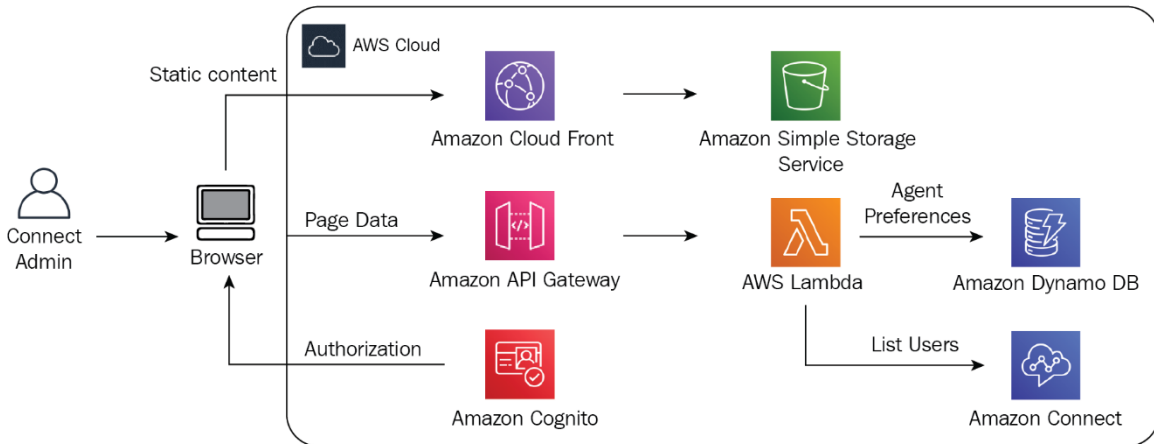 AWS Cloud
Static content
Amazon Cloud Front
Amazon Simple Storage
Service
Connect
Admin
Browser
Page Data
Amazon API Gateway
AWS Lambda
Agent
Preferences
Amazon Dynamo DB
Authorization
Amazon Cognito
List Users
Amazon Connect